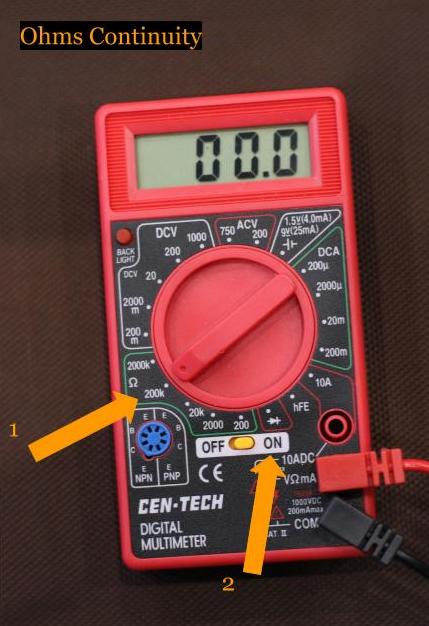 Ohms Continuity
00.0
DCV
ACV
1000
750
200
200
1.5V(4.0mA)
9V(25mA)
BACK
LIGHT
DCV
DCA
20
200µ
2000
m
2000µ
200
m
20m
2000k
200m
Ω
200k
10A
20k
2000
200
hFE
1
E E
B B
C C
E E
NPN PNP
OFF ON
CE
10ADC
VΩmA
1000VDC
200mAmax
COM
CAT. II
CEN-TECH
DIGITAL
MULTIMETER
2